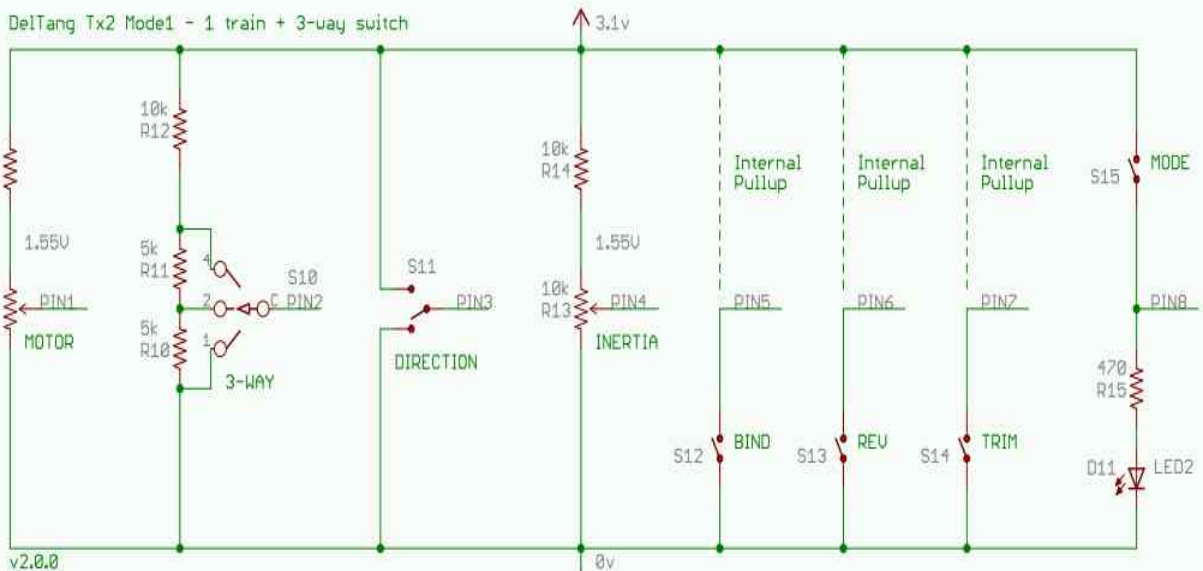 DelTang Tx2 Mode1 - 1 train + 3-way switch
3.1v
10k
R12
10k
R14
Internal
Pullup
Internal
Pullup
Internal
Pullup
S15
MODE
1.55V
5k
R11
4
S10
S11
1.55V
10k
R13
PIN1
2
C PIN2
PIN3
PIN4
PIN5
PIN6
PIN7
PIN8
MOTOR
5k
R10
1
3-WAY
DIRECTION
INERTIA
470
R15
S12
BIND
S13
REV
S14
TRIM
D11
LED2
v2.0.0
0v